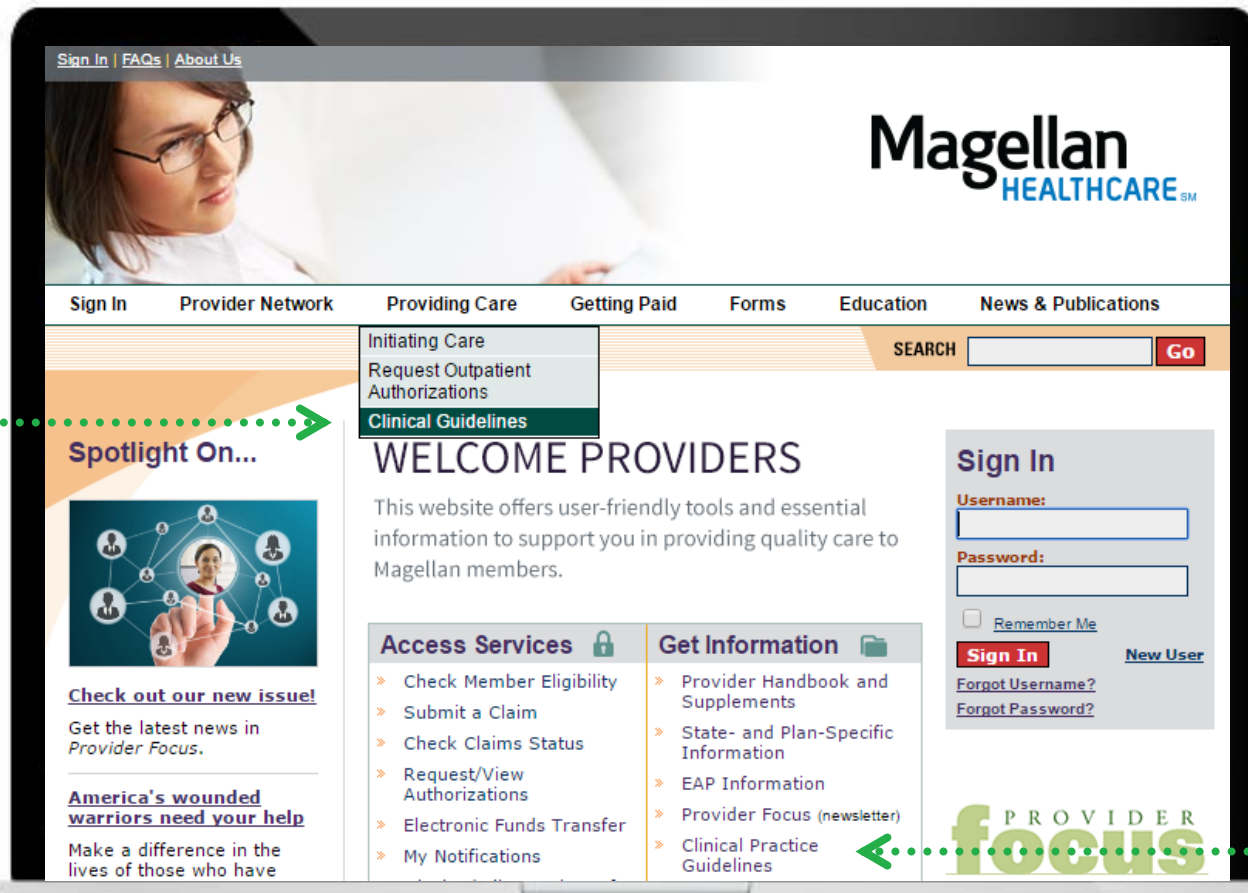 Sign In | FAQs | About Us
Magellan
HEALTHCARE SM
Sign In Provider Network Providing Care Getting Paid Forms Education News & Publications
Initiating Care
Request Outpatient
Authorizations
Clinical Guidelines
SEARCH Go
Spotlight On...
Check out our new issue!
Get the latest news in
Provider Focus.
America's wounded
warriors need your help
Make a difference in the
lives of those who have
WELCOME PROVIDERS
This website offers user-friendly tools and essential
information to support you in providing quality care to
Magellan members.
Access Services
» Check Member Eligibility
» Submit a Claim
» Check Claims Status
» Request/View
Authorizations
» Electronic Funds Transfer
» My Notifications
Get Information
» Provider Handbook and
Supplements
» State- and Plan-Specific
Information
» EAP Information
» Provider Focus (newsletter)
» Clinical Practice
Guidelines
Sign In
Username:
Password:
Remember Me
Sign In New User
Forgot Username?
Forgot Password?
PROVIDER
focus